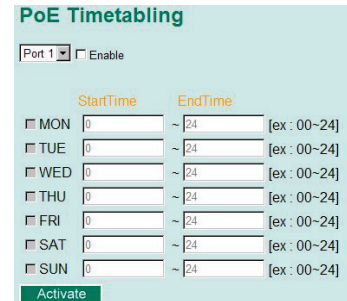 PoE Timetabling
Port 1 Enable
StartTime EndTime
MON 0 ~ 24 [ex : 00~24]
TUE 0 ~ 24 [ex : 00~24]
WED 0 ~ 24 [ex : 00~24]
THU 0 ~ 24 [ex : 00~24]
FRI 0 ~ 24 [ex : 00~24]
SAT 0 ~ 24 [ex : 00~24]
SUN 0 ~ 24 [ex : 00~24]
Activate